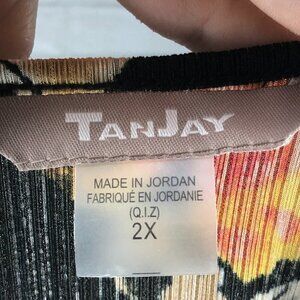 TANJAY
MADE IN JORDAN
FABRIQUÉ EN JORDANIE
(Q.I.Z)
2X